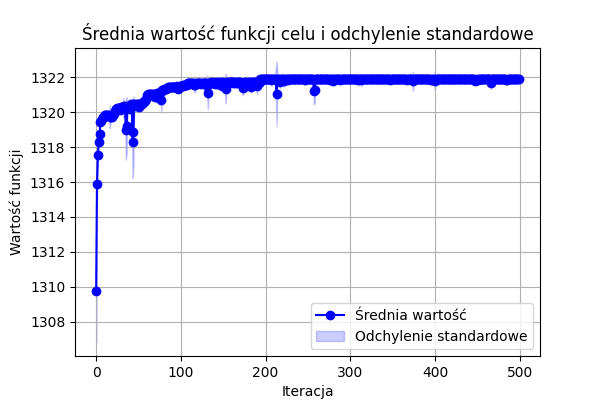 Średnia wartość funkcji celu i odchylenie standardowe
Wartość funkcji
1322
1320
1318
1316
1314
1312
1310
1308
Średnia wartość
Odchylenie standardowe
0 100 200 300 400 500
Iteracja